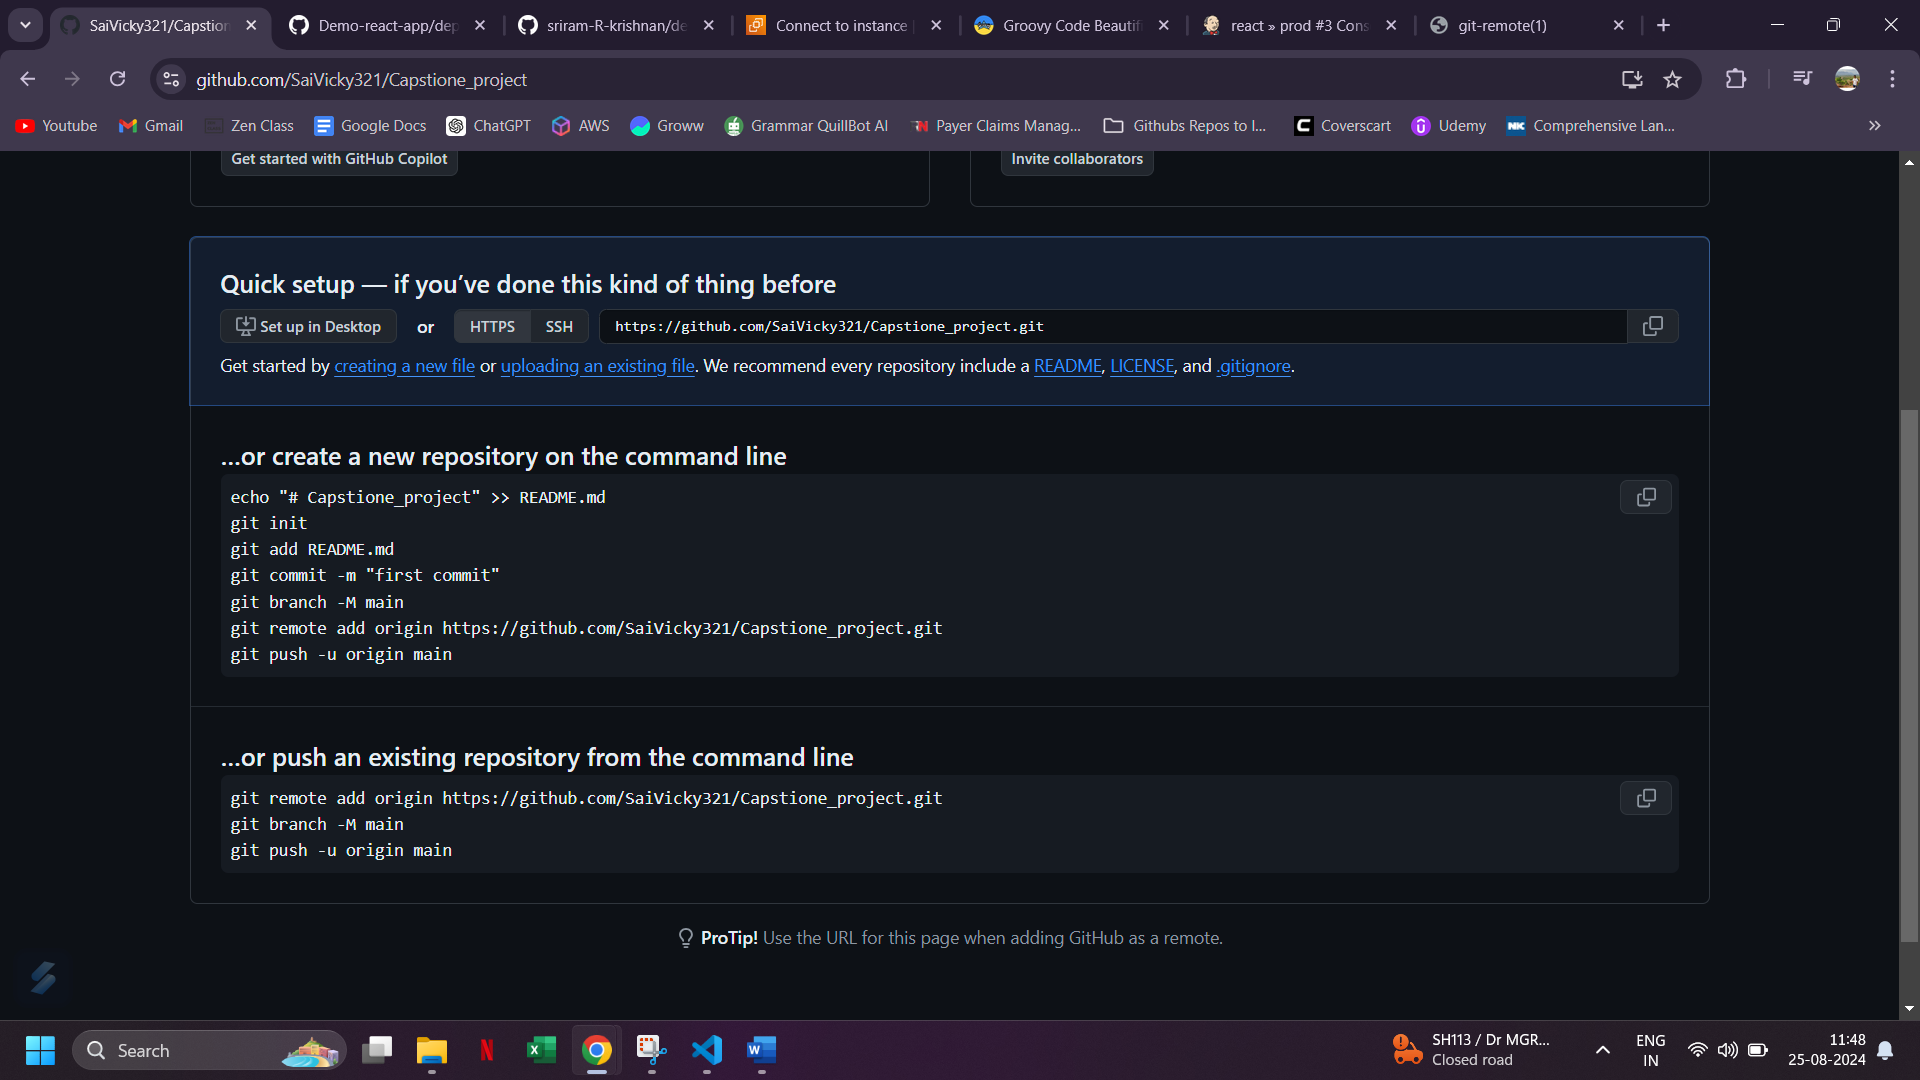 SaiVicky321/Capstion
Demo-react-app/dep
sriram-R-krishnan/de
Connect to instance |
Groovy Code Beautif
react » prod #3 Cons
git-remote(1)
github.com/SaiVicky321/Capstione_project
Youtube
Gmail
Zen Class
Google Docs
ChatGPT
AWS
Groww
Grammar QuillBot AI
Payer Claims Manag...
Githubs Repos to I...
Coverscart
Udemy
NK Comprehensive Lan...
Get started with GitHub Copilot
Invite collaborators
Quick setup — if you’ve done this kind of thing before
Set up in Desktop or HTTPS SSH https://github.com/SaiVicky321/Capstione_project.git
Get started by creating a new file or uploading an existing file. We recommend every repository include a README, LICENSE, and .gitignore.
…or create a new repository on the command line
echo "# Capstione_project" >> README.md
git init
git add README.md
git commit -m "first commit"
git branch -M main
git remote add origin https://github.com/SaiVicky321/Capstione_project.git
git push -u origin main
…or push an existing repository from the command line
git remote add origin https://github.com/SaiVicky321/Capstione_project.git
git branch -M main
git push -u origin main
ProTip! Use the URL for this page when adding GitHub as a remote.
Search
SH113 / Dr MGR...
Closed road
ENG
IN
11:48
25-08-2024